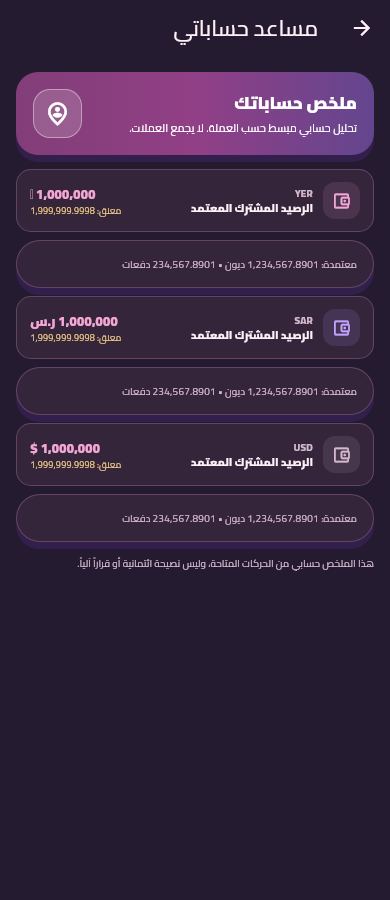 مساعد حساباتي
ملخص حساباتك
تحليل حسابي مبسط حسب العملة. لا يجمع العملات.
YER
الرصيد المشترك المعتمد
1,000,000
معلق: 1,999,999.9998
معتمدة: 1,234,567.8901 ديون • 234,567.8901 دفعات
SAR
الرصيد المشترك المعتمد
1,000,000 ر.س
معلق: 1,999,999.9998
معتمدة: 1,234,567.8901 ديون • 234,567.8901 دفعات
USD
الرصيد المشترك المعتمد
1,000,000 $
معلق: 1,999,999.9998
معتمدة: 1,234,567.8901 ديون • 234,567.8901 دفعات
هذا الملخص حسابي من الحركات المتاحة، وليس نصيحة ائتمانية أو قراراً آلياً.